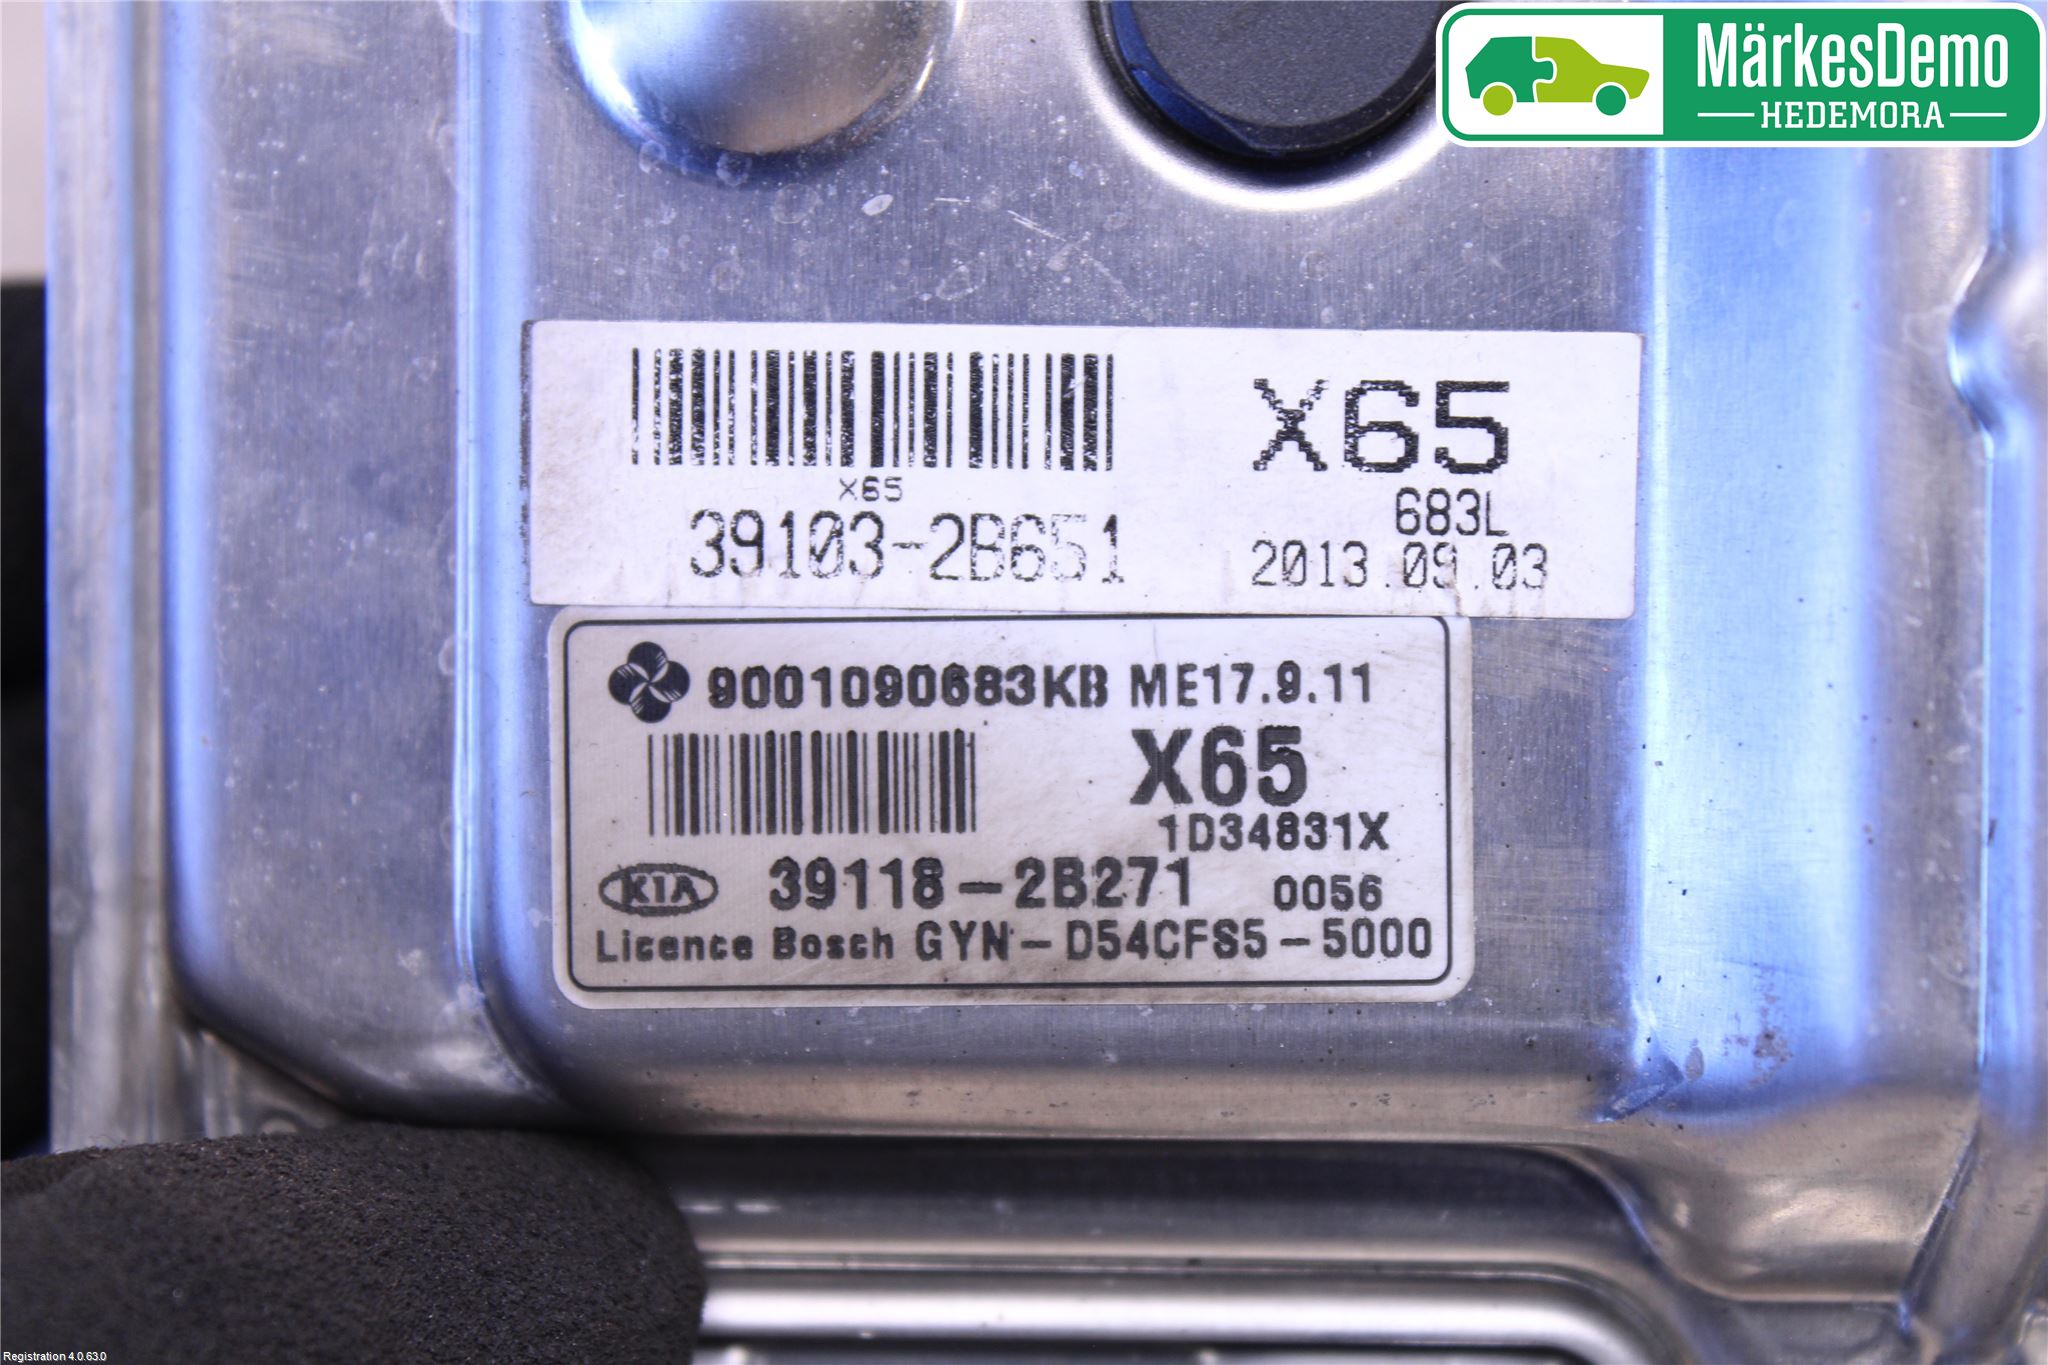 MärkesDemo
HEDEMORA
X65
X65
683L
39103-2B651
2013.09.03
9001090683KB ME17.9.11
X65
1D34831X
KIA 39118-2B271 0056
Licence Bosch GYN-D54CFS5-5000
Registration 4.0.63.0